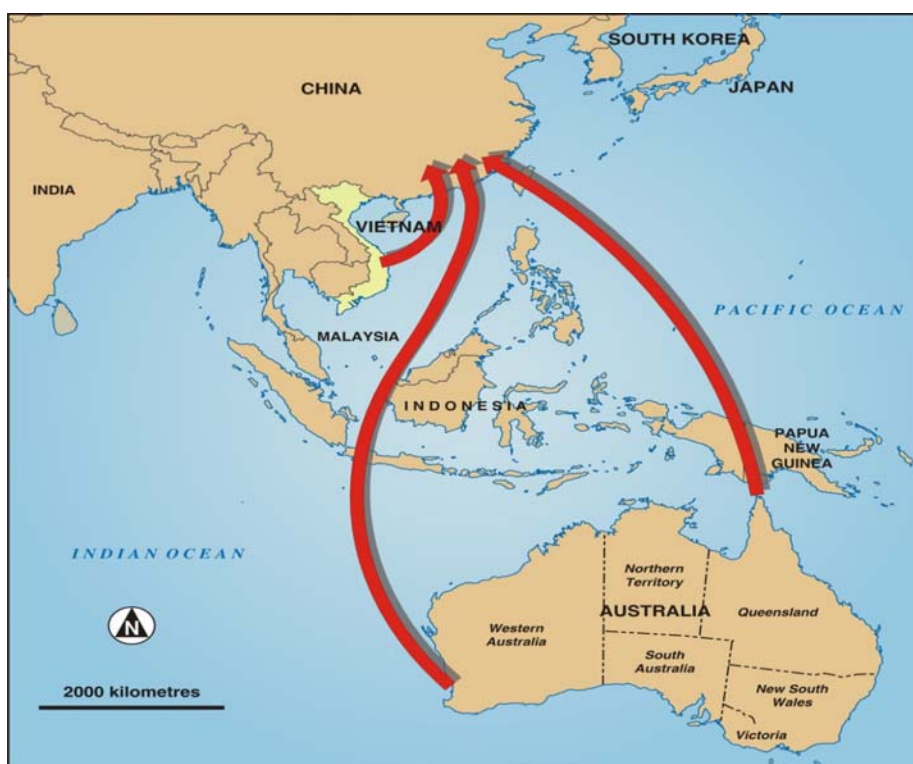 SOUTH KOREA
CHINA
JAPAN
INDIA
VIETNAM
PACIFIC OCEAN
MALAYSIA
INDONESIA
PAPUA
NEW
GUINEA
INDIAN OCEAN
Northern
Territory
AUSTRALIA
Queensland
Western
Australia
South
Australia
N
2000 kilometres
New South
Wales
Victoria